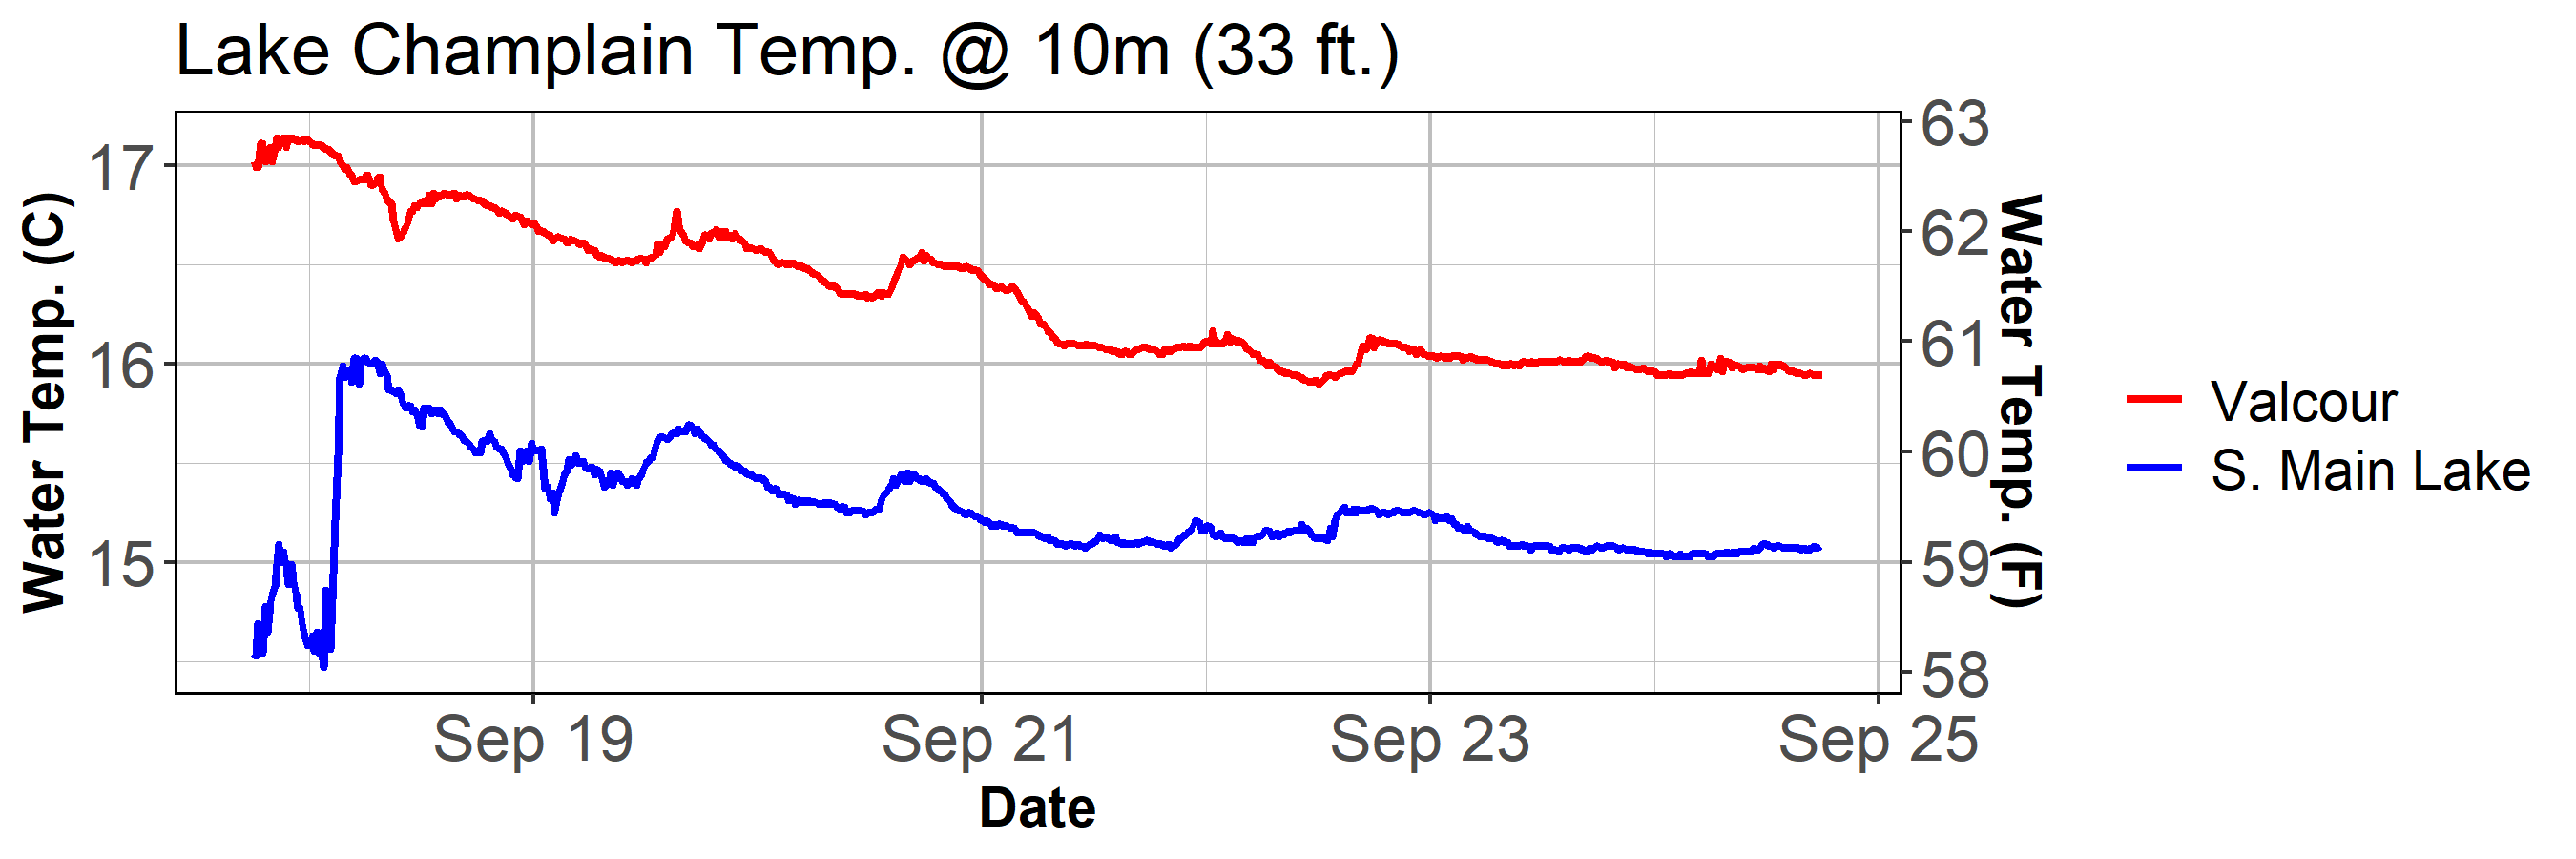 Lake Champlain Temp. @ 10m (33 ft.)
Water Temp. (C)
17
16
15
63
62
61
60
59
58
Water Temp. (F)
Sep 19 Sep 21 Sep 23 Sep 25
Date
Valcour
S. Main Lake